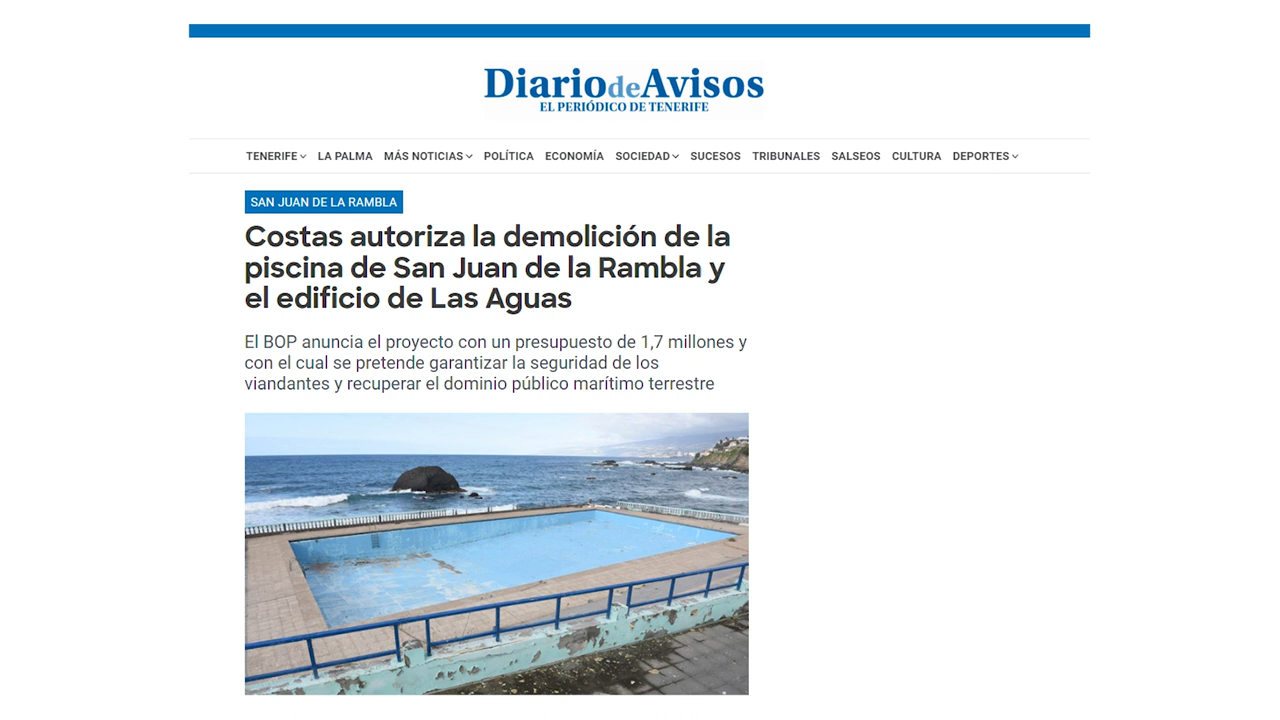 Diario de Avisos
EL PERIÓDICO DE TENERIFE
TENERIFE LA PALMA MÁS NOTICIAS POLÍTICA ECONOMÍA SOCIEDAD SUCESOS TRIBUNALES SALSEOS CULTURA DEPORTES
SAN JUAN DE LA RAMBLA
Costas autoriza la demolición de la
piscina de San Juan de la Rambla y
el edificio de Las Aguas
El BOP anuncia el proyecto con un presupuesto de 1,7 millones y
con el cual se pretende garantizar la seguridad de los
viandantes y recuperar el dominio público marítimo terrestre